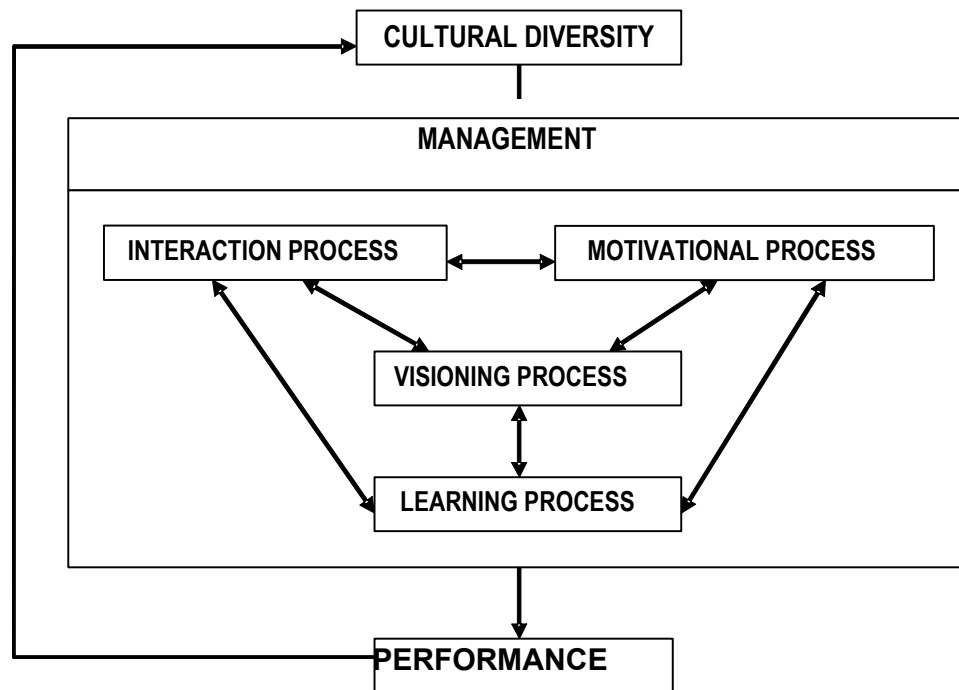 CULTURAL DIVERSITY
MANAGEMENT
INTERACTION PROCESS
MOTIVATIONAL PROCESS
VISIONING PROCESS
LEARNING PROCESS
PERFORMANCE